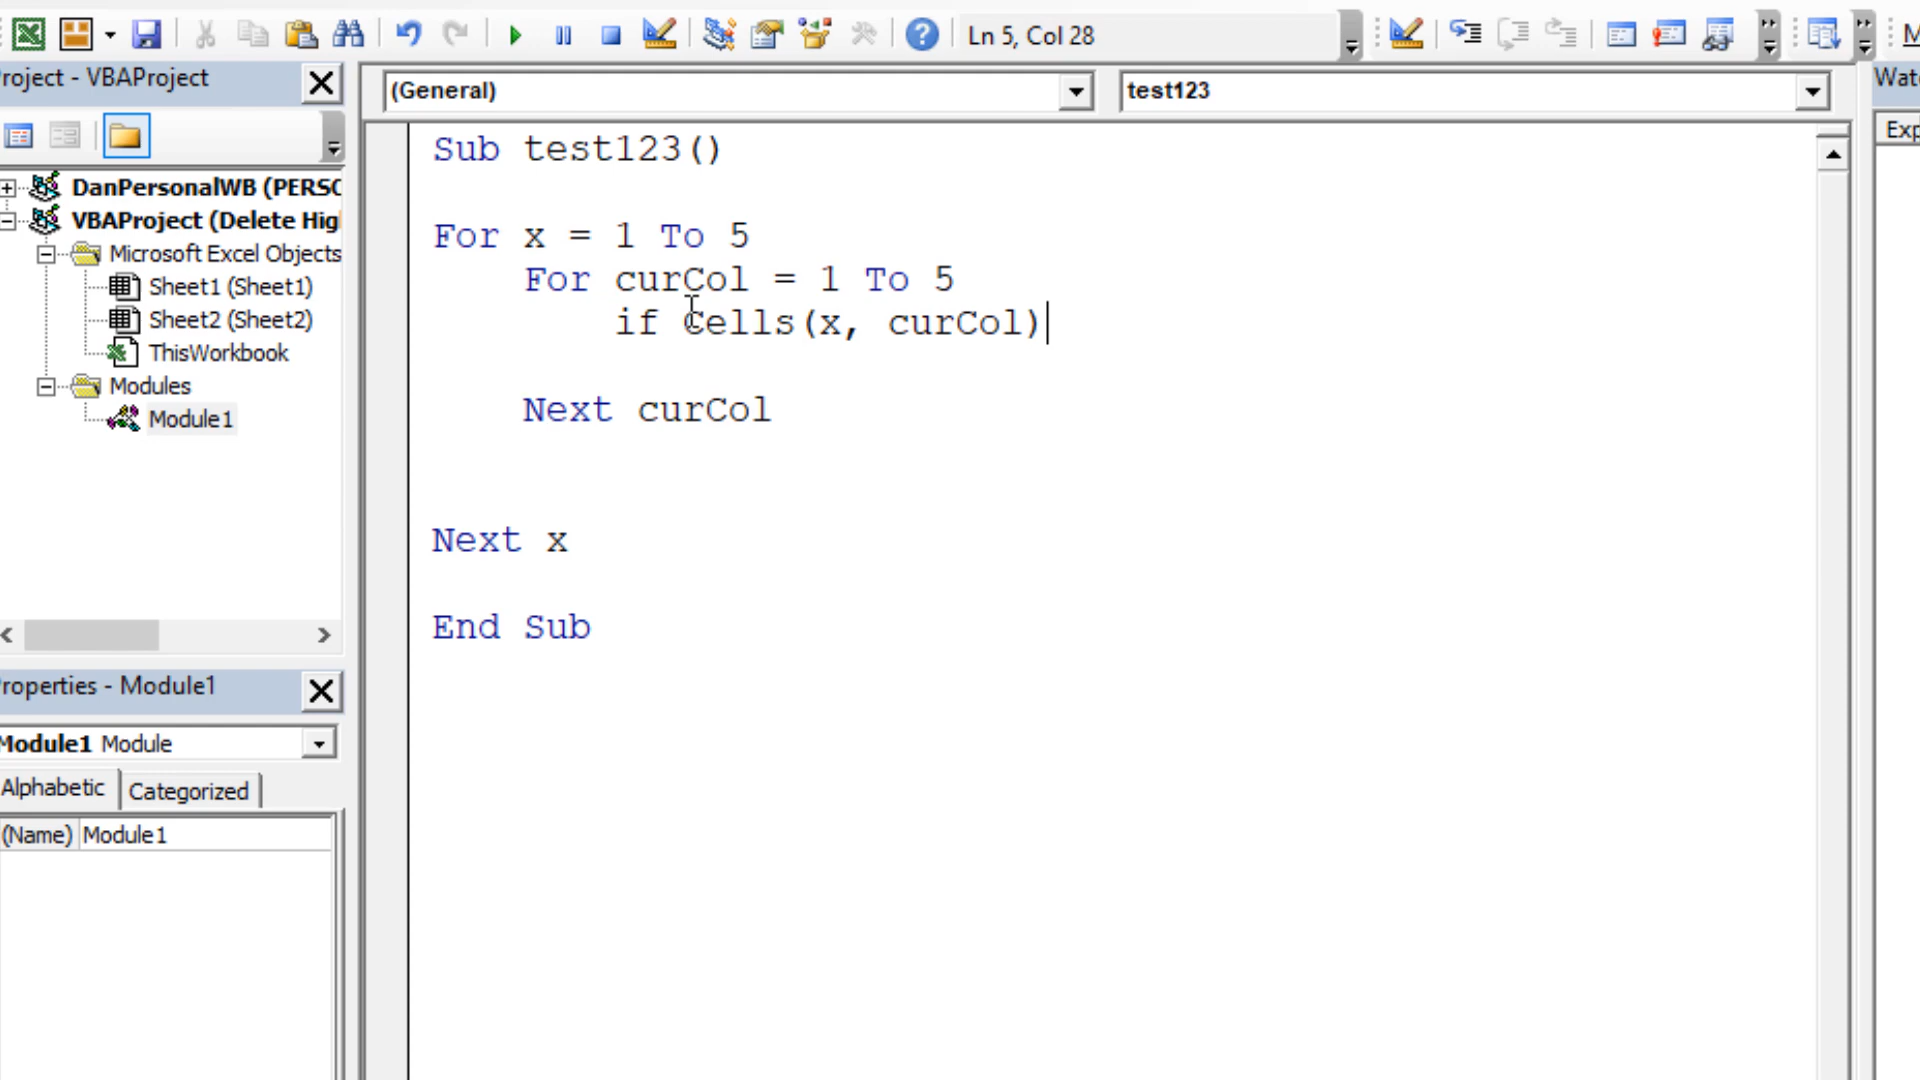 Ln 5, Col 28
roject - VBAProject
(General)
test123
Wat
Exp
DanPersonalWB (PERSC
VBAProject (Delete Hig
Microsoft Excel Objects
Sheet1 (Sheet1)
Sheet2 (Sheet2)
ThisWorkbook
Modules
Module1
Sub test123()
For x = 1 To 5
For curCol = 1 To 5
if cells(x, curCol)
Next curCol
Next x
End Sub
roperties - Module1
Module1 Module
Alphabetic
Categorized
(Name)
Module1